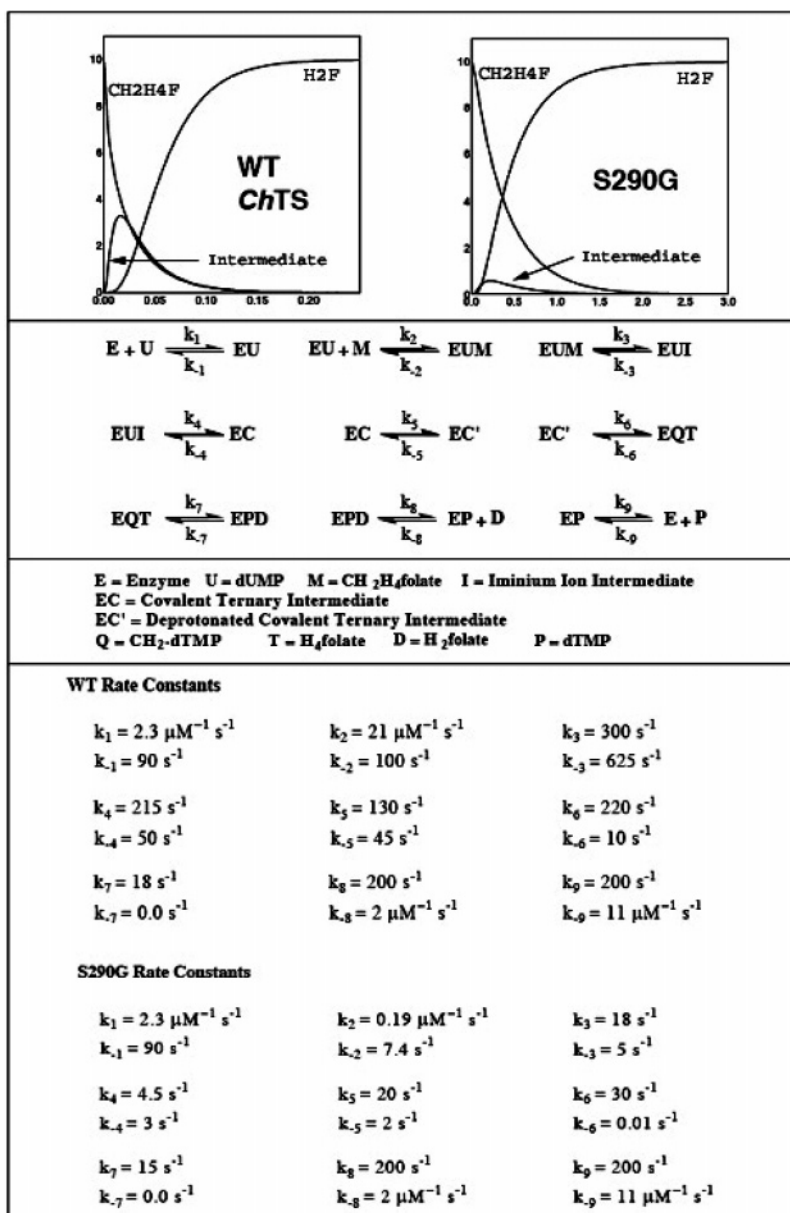 10
8
6
4
2
0
CH2H4F
H2F
WT
ChTS
Intermediate
0.00 0.05 0.10 0.15 0.20
10
8
6
4
2
0
CH2H4F
H2F
S290G
Intermediate
0.0 0.5 1.0 1.5 2.0 2.5 3.0
E + U k₁ k₋₁ EU EU + M k₂ k₋₂ EUM EUM k₃ k₋₃ EUI
EUI k₄ k₋₄ EC EC k₅ k₋₅ EC' EC' k₆ k₋₆ EQT
EQT k₇ k₋₇ EPD EPD k₈ k₋₈ EP + D EP k₉ k₋₉ E + P
E = Enzyme U = dUMP M = CH₂H₄folate I = Iminium Ion Intermediate
EC = Covalent Ternary Intermediate
EC' = Deprotonated Covalent Ternary Intermediate
Q = CH₂-dTMP T = H₄folate D = H₂folate P = dTMP
WT Rate Constants
k₁ = 2.3 μM⁻¹ s⁻¹ k₂ = 21 μM⁻¹ s⁻¹ k₃ = 300 s⁻¹
k₋₁ = 90 s⁻¹ k₋₂ = 100 s⁻¹ k₋₃ = 625 s⁻¹
k₄ = 215 s⁻¹ k₅ = 130 s⁻¹ k₆ = 220 s⁻¹
k₋₄ = 50 s⁻¹ k₋₅ = 45 s⁻¹ k₋₆ = 10 s⁻¹
k₇ = 18 s⁻¹ k₈ = 200 s⁻¹ k₉ = 200 s⁻¹
k₋₇ = 0.0 s⁻¹ k₋₈ = 2 μM⁻¹ s⁻¹ k₋₉ = 11 μM⁻¹ s⁻¹
S290G Rate Constants
k₁ = 2.3 μM⁻¹ s⁻¹ k₂ = 0.19 μM⁻¹ s⁻¹ k₃ = 18 s⁻¹
k₋₁ = 90 s⁻¹ k₋₂ = 7.4 s⁻¹ k₋₃ = 5 s⁻¹
k₄ = 4.5 s⁻¹ k₅ = 20 s⁻¹ k₆ = 30 s⁻¹
k₋₄ = 3 s⁻¹ k₋₅ = 2 s⁻¹ k₋₆ = 0.01 s⁻¹
k₇ = 15 s⁻¹ k₈ = 200 s⁻¹ k₉ = 200 s⁻¹
k₋₇ = 0.0 s⁻¹ k₋₈ = 2 μM⁻¹ s⁻¹ k₋₉ = 11 μM⁻¹ s⁻¹